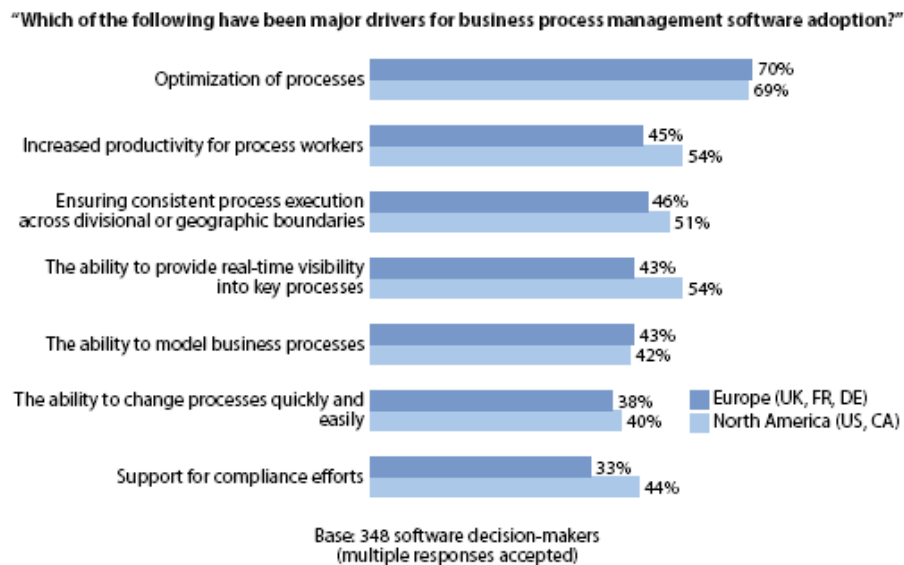 “Which of the following have been major drivers for business process management software adoption?”
Optimization of processes
70%
69%
Increased productivity for process workers
45%
54%
Ensuring consistent process execution
across divisional or geographic boundaries
46%
51%
The ability to provide real-time visibility
into key processes
43%
54%
The ability to model business processes
43%
42%
The ability to change processes quickly and
easily
38%
40%
Europe (UK, FR, DE)
North America (US, CA)
Support for compliance efforts
33%
44%
Base: 348 software decision-makers
(multiple responses accepted)